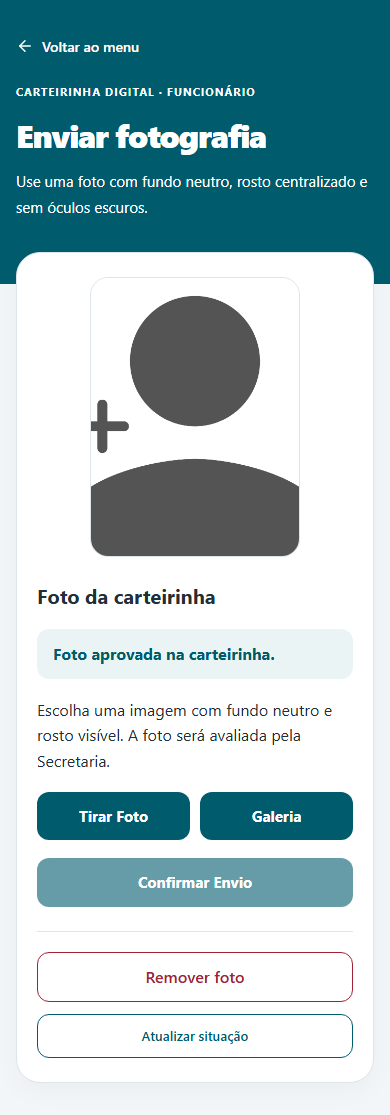 ← Voltar ao menu
CARTEIRINHA DIGITAL · FUNCIONÁRIO
Enviar fotografia
Use uma foto com fundo neutro, rosto centralizado e
sem óculos escuros.
Foto da carteirinha
Foto aprovada na carteirinha.
Escolha uma imagem com fundo neutro e
rosto visível. A foto será avaliada pela
Secretaria.
Tirar Foto
Galeria
Confirmar Envio
Remover foto
Atualizar situação